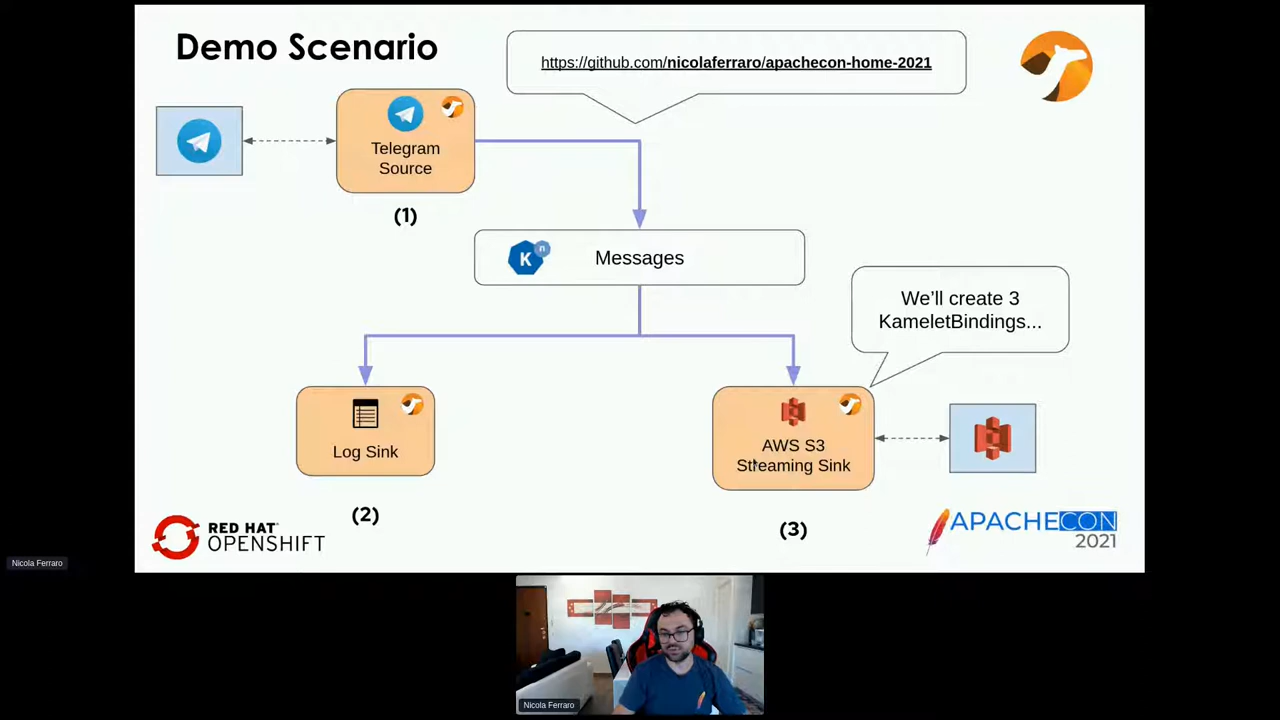 Demo Scenario
https://github.com/nicolaferraro/apachecon-home-2021
Telegram
Source
(1)
K
n
Messages
We'll create 3
KameletBindings...
Log Sink
AWS S3
Streaming Sink
(2)
(3)
RED HAT
OPENSHIFT
APACHECON
2021
Nicola Ferraro
Nicola Ferraro